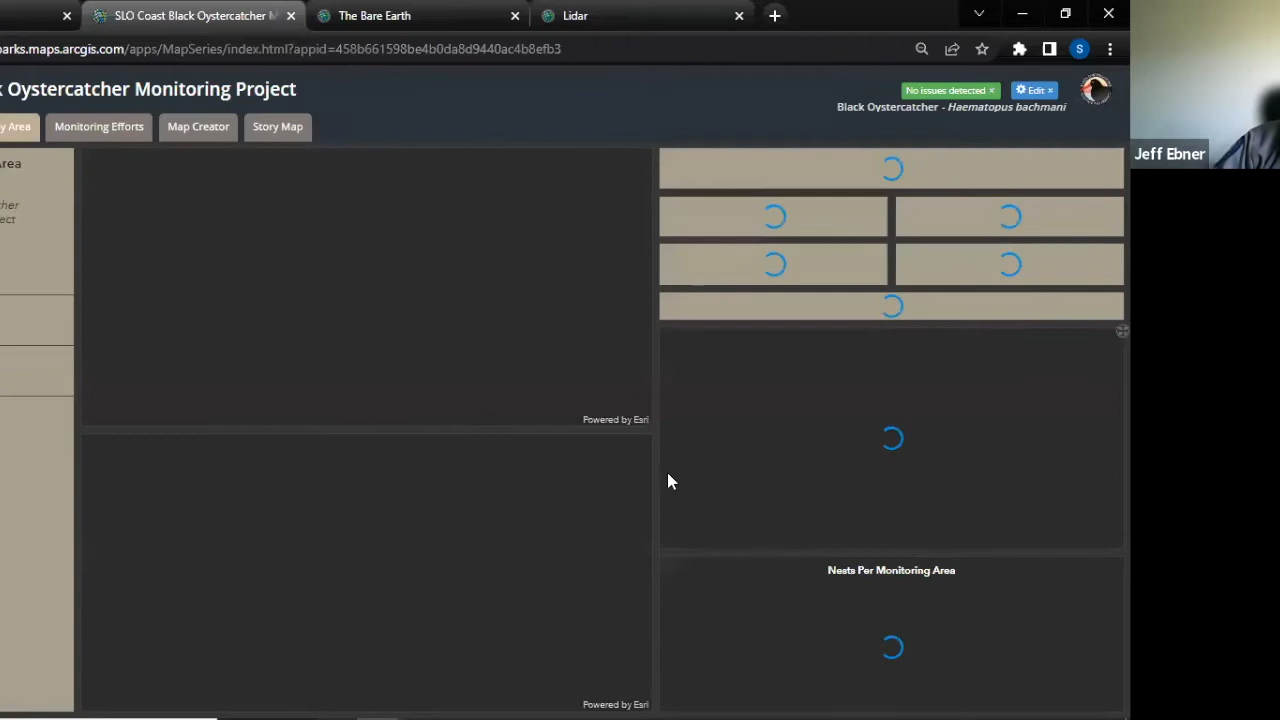 SLO Coast Black Oystercatcher M
The Bare Earth
Lidar
arks.maps.arcgis.com/apps/MapSeries/index.html?appid=458b661598be4b0da8d9440ac4b8efb3
S
k Oystercatcher Monitoring Project
No issues detected ×
Edit ×
Black Oystercatcher - Haematopus bachmani
y Area
Monitoring Efforts
Map Creator
Story Map
Area
her
ect
Powered by Esri
Nests Per Monitoring Area
Powered by Esri
Jeff Ebner